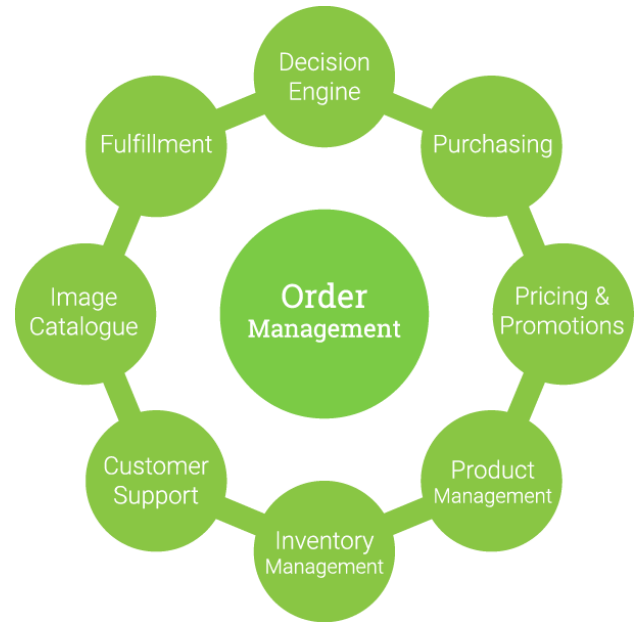 Decision
Engine
Fulfillment
Purchasing
Image
Catalogue
Order
Management
Pricing &
Promotions
Customer
Support
Product
Management
Inventory
Management